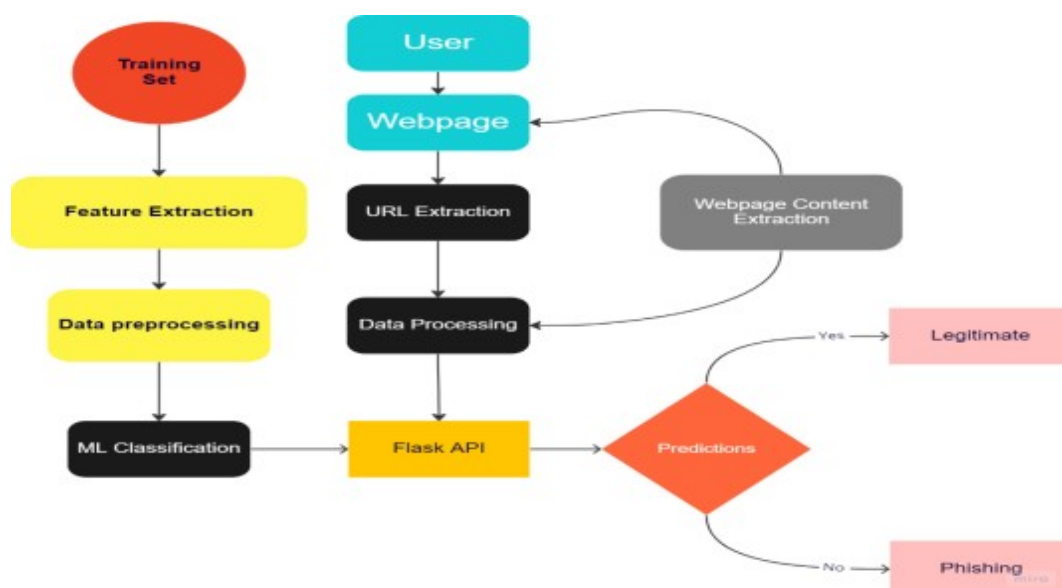 Training
Set
User
Webpage
Feature Extraction
URL Extraction
Webpage Content
Extraction
Data preprocessing
Data Processing
Yes
Legitimate
ML Classification
Flask API
Predictions
No
Phishing
miro